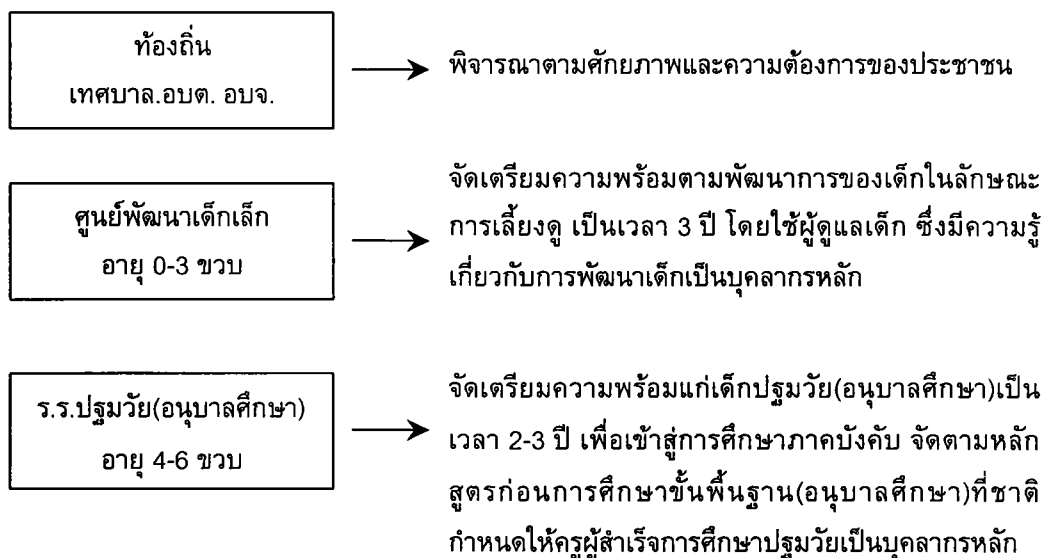 ท้องถิ่น
เทศบาล.อบต. อบจ.
พิจารณาตามศักยภาพและความต้องการของประชาชน
ศูนย์พัฒนาเด็กเล็ก
อายุ 0-3 ขวบ
จัดเตรียมความพร้อมตามพัฒนาการของเด็กในลักษณะ
การเลี้ยงดู เป็นเวลา 3 ปี โดยใช้ผู้ดูแลเด็ก ซึ่งมีความรู้
เกี่ยวกับการพัฒนาเด็กเป็นบุคลากรหลัก
ร.ร.ปฐมวัย(อนุบาลศึกษา)
อายุ 4-6 ขวบ
จัดเตรียมความพร้อมแก่เด็กปฐมวัย(อนุบาลศึกษา)เป็น
เวลา 2-3 ปี เพื่อเข้าสู่การศึกษาภาคบังคับ จัดตามหลัก
สูตรก่อนการศึกษาขั้นพื้นฐาน(อนุบาลศึกษา)ที่ชาติ
กำหนดให้ครูผู้สำเร็จการศึกษาปฐมวัยเป็นบุคลากรหลัก